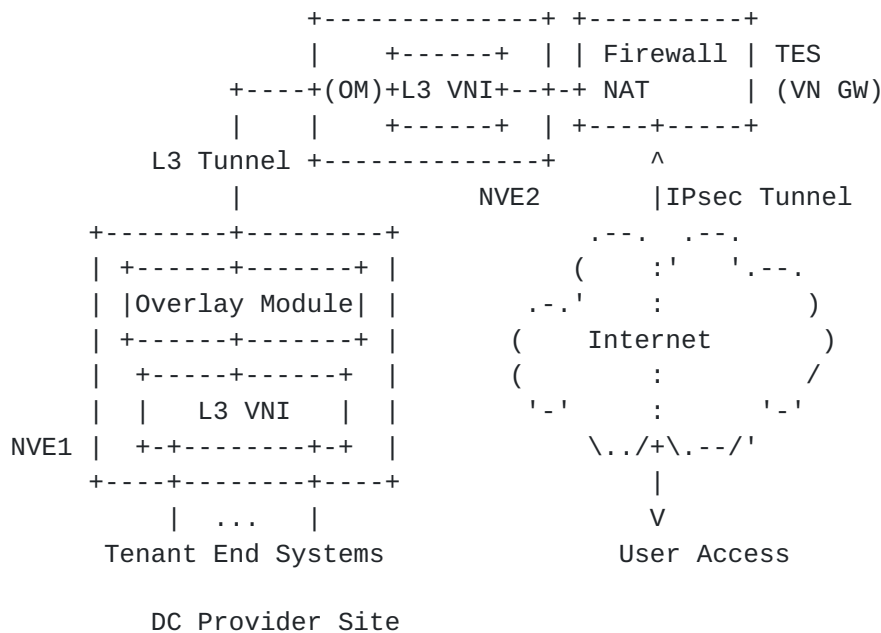 Firewall TES
(OM) L3 VNI NAT (VN GW)
L3 Tunnel
NVE2 IPsec Tunnel
Overlay Module
Internet
L3 VNI
NVE1
...
Tenant End Systems User Access
DC Provider Site